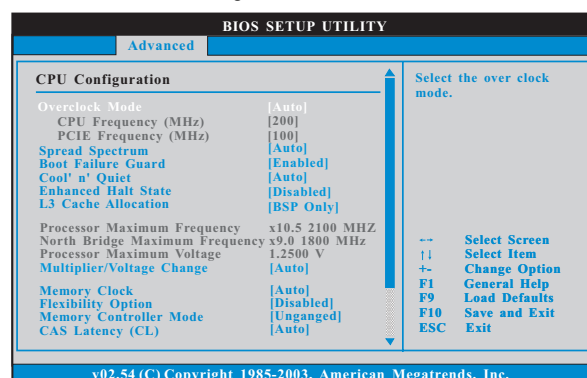 BIOS SETUP UTILITY
Advanced
CPU Configuration
Overclock Mode [Auto]
CPU Frequency (MHz) [200]
PCIE Frequency (MHz) [100]
Spread Spectrum [Auto]
Boot Failure Guard [Enabled]
Cool' n' Quiet [Auto]
Enhanced Halt State [Disabled]
L3 Cache Allocation [BSP Only]
Processor Maximum Frequency x10.5 2100 MHZ
North Bridge Maximum Frequency x9.0 1800 MHz
Processor Maximum Voltage 1.2500 V
Multiplier/Voltage Change [Auto]
Memory Clock [Auto]
Flexibility Option [Disabled]
Memory Controller Mode [Unganged]
CAS Latency (CL) [Auto]
Select the over clock
mode.
←→ Select Screen
↑↓ Select Item
+- Change Option
F1 General Help
F9 Load Defaults
F10 Save and Exit
ESC Exit
v02.54 (C) Copyright 1985-2003, American Megatrends, Inc.